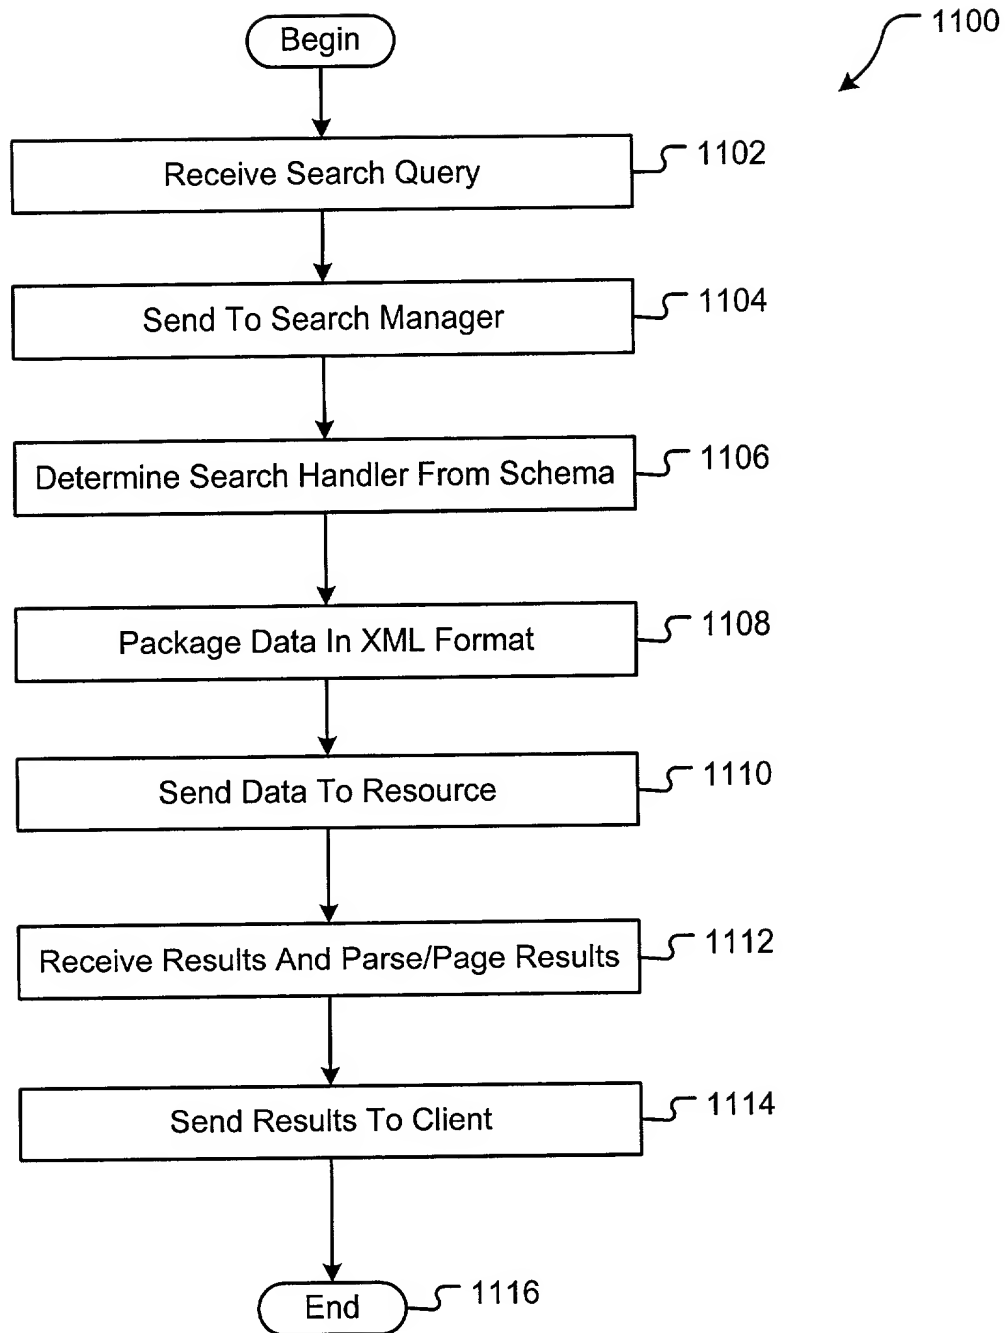 1100
Begin
Receive Search Query
1102
Send To Search Manager
1104
Determine Search Handler From Schema
1106
Package Data In XML Format
1108
Send Data To Resource
1110
Receive Results And Parse/Page Results
1112
Send Results To Client
1114
End
1116